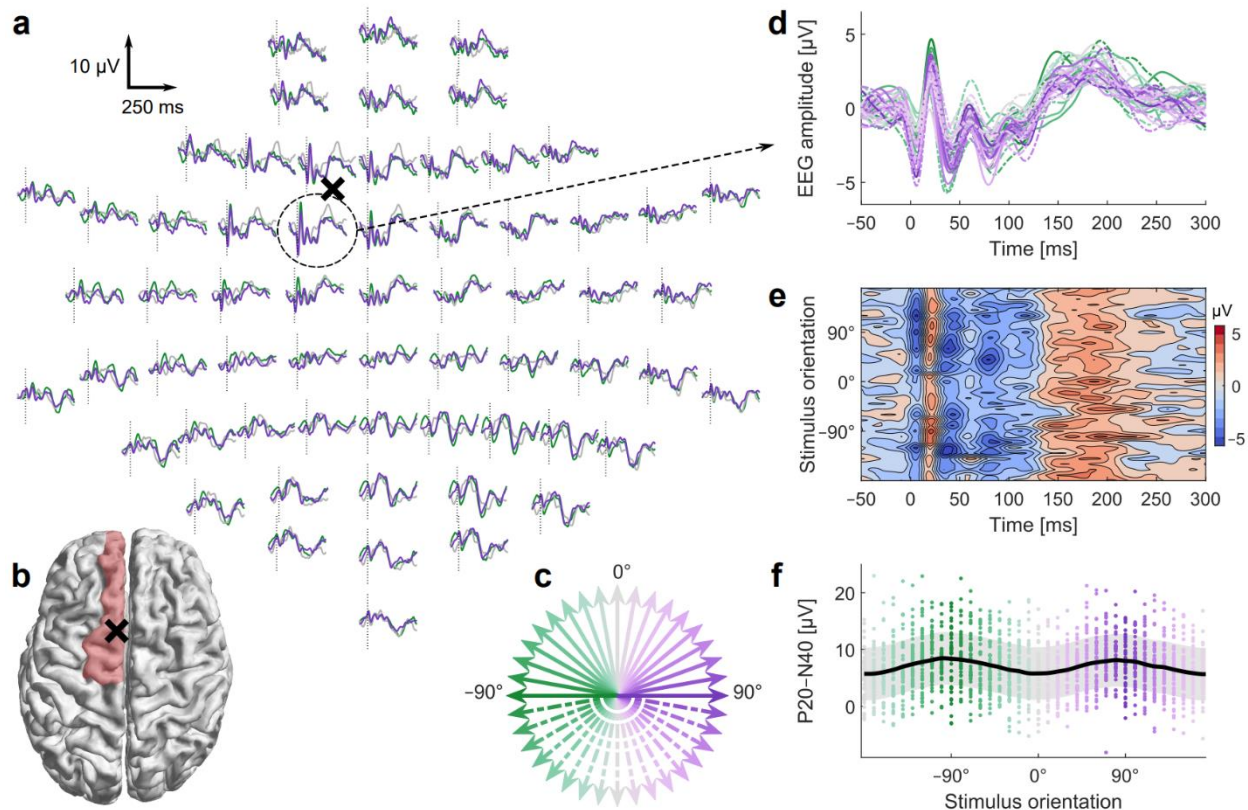 a
10 µV
250 ms
b
c
0°
−90°
90°
d
EEG amplitude [µV]
5
0
−5
−50 0 50 100 150 200 250 300
Time [ms]
e
Stimulus orientation
90°
0°
−90°
µV
5
0
−5
−50 0 50 100 150 200 250 300
Time [ms]
f
P20−N40 [µV]
20
10
0
−90° 0° 90°
Stimulus orientation